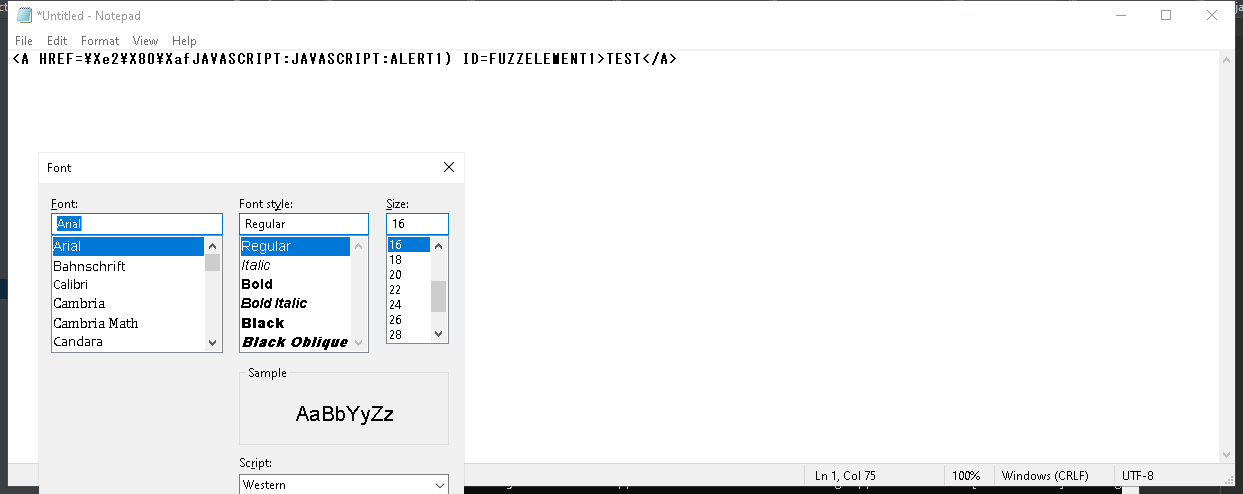 *Untitled - Notepad
File Edit Format View Help
<A HREF=¥Xe2¥X80¥XafJAVASCRIPT:JAVASCRIPT:ALERT1) ID=FUZZELEMENT1>TEST</A>
Font
Font: Font style: Size:
Arial Regular 16
Arial Regular 16
Bahnschrift Italic 18
Calibri Bold 20
Cambria Bold Italic 22
Cambria Math Black 24
Candara Black Oblique 26
28
Sample
AaBbYyZz
Script:
Western
Ln 1, Col 75 100% Windows (CRLF) UTF-8